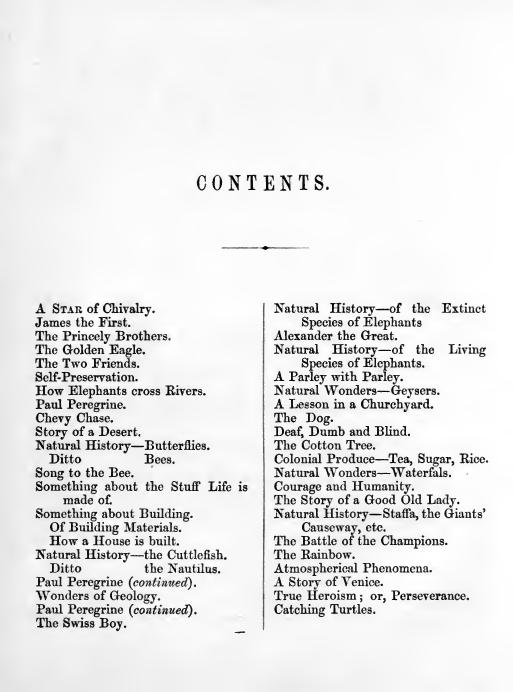 CONTENTS.
A STAR of Chivalry.
James the First.
The Princely Brothers.
The Golden Eagle.
The Two Friends.
Self-Preservation.
How Elephants cross Rivers.
Paul Peregrine.
Chevy Chase.
Story of a Desert.
Natural History—Butterflies.
Ditto Bees.
Song to the Bee.
Something about the Stuff Life is
made of.
Something about Building.
Of Building Materials.
How a House is built.
Natural History—the Cuttlefish.
Ditto the Nautilus.
Paul Peregrine (continued).
Wonders of Geology.
Paul Peregrine (continued).
The Swiss Boy.
Natural History—of the Extinct
Species of Elephants
Alexander the Great.
Natural History—of the Living
Species of Elephants.
A Parley with Parley.
Natural Wonders—Geysers.
A Lesson in a Churchyard.
The Dog.
Deaf, Dumb and Blind.
The Cotton Tree.
Colonial Produce—Tea, Sugar, Rice.
Natural Wonders—Waterfals.
Courage and Humanity.
The Story of a Good Old Lady.
Natural History—Staffa, the Giants'
Causeway, etc.
The Battle of the Champions.
The Rainbow.
Atmospherical Phenomena.
A Story of Venice.
True Heroism; or, Perseverance.
Catching Turtles.